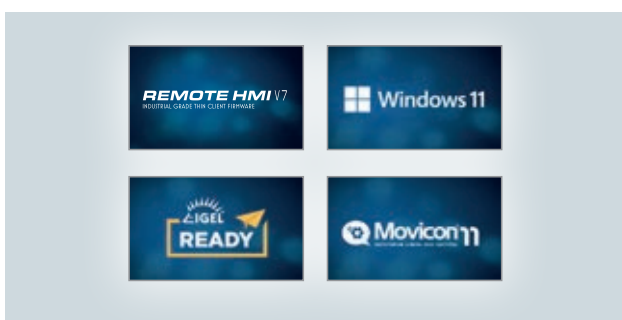 REMOTE HMI V7
INDUSTRIAL GRADE THIN CLIENT FIRMWARE
Windows 11
IGEL
READY
Movicon 11